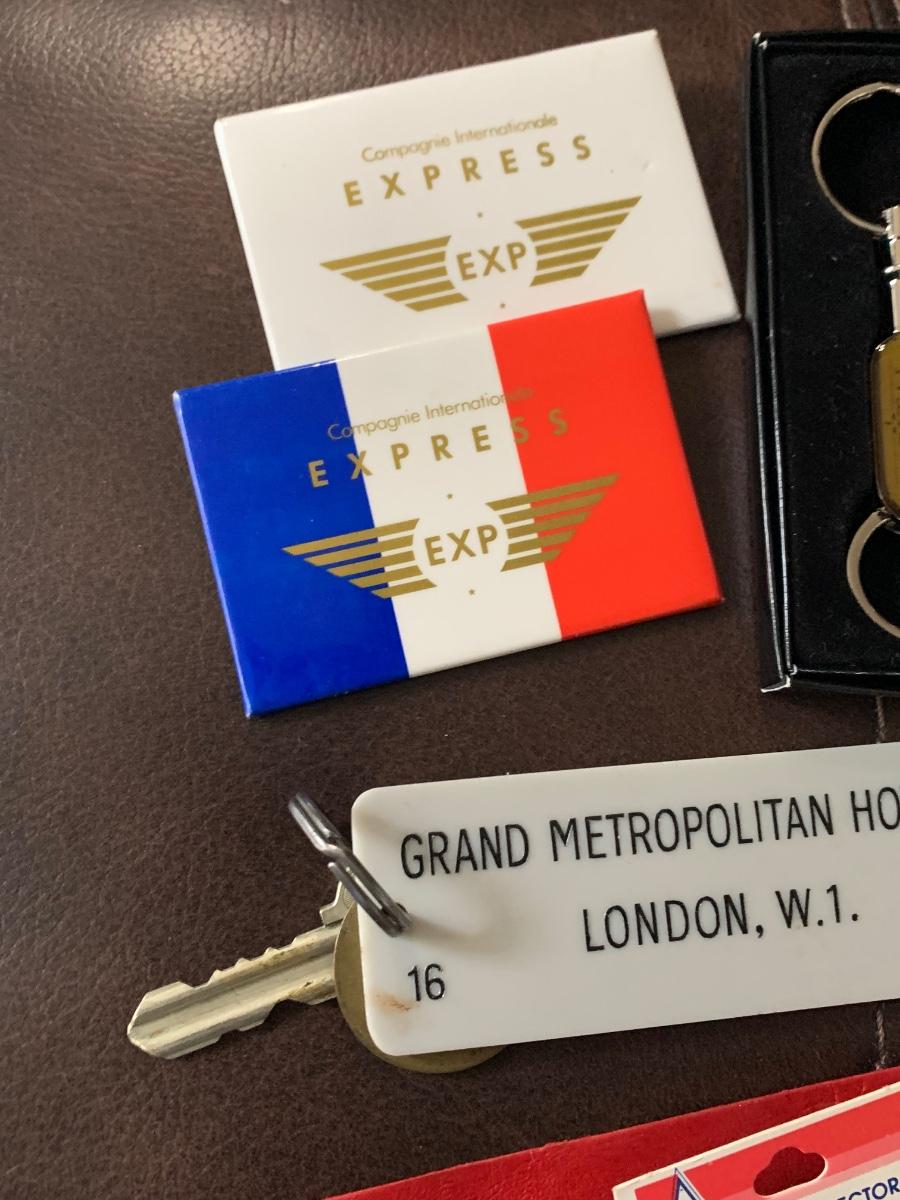 Compagnie Internationale
EXPRESS
EXP
Compagnie Internationale
EXPRESS
EXP
GRAND METROPOLITAN HO
LONDON, W.1.
16